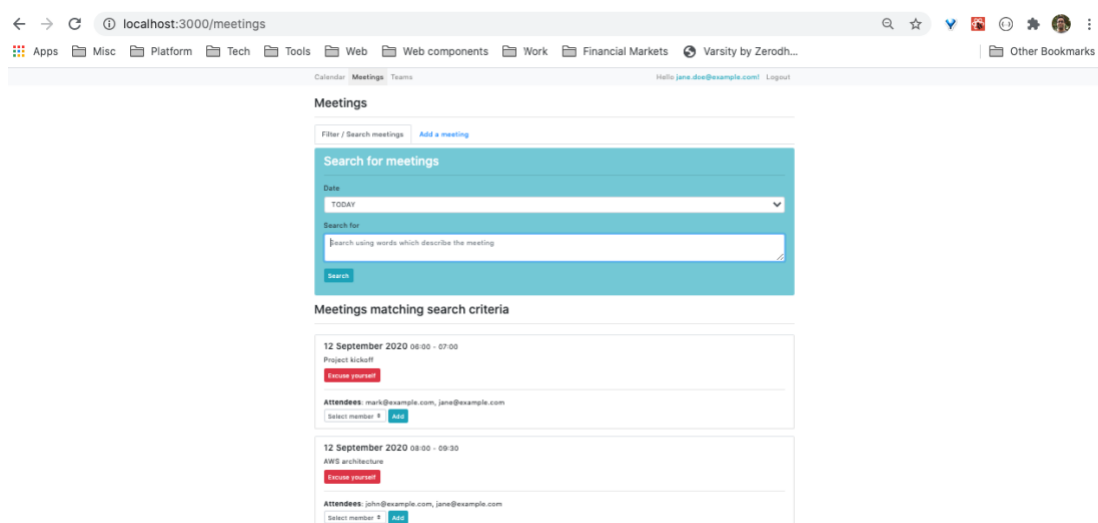 localhost:3000/meetings
Apps Misc Platform Tech Tools Web Web components Work Financial Markets Varsity by Zerodh... Other Bookmarks
Calendar Meetings Teams Hello jane.doe@example.com! Logout
Meetings
Filter / Search meetings Add a meeting
Search for meetings
Date
TODAY
Search for
Search using words which describe the meeting
Search
Meetings matching search criteria
12 September 2020 06:00 - 07:00
Project kickoff
Excuse yourself
Attendees: mark@example.com, jane@example.com
Select member Add
12 September 2020 08:00 - 09:30
AWS architecture
Excuse yourself
Attendees: john@example.com, jane@example.com
Select member Add